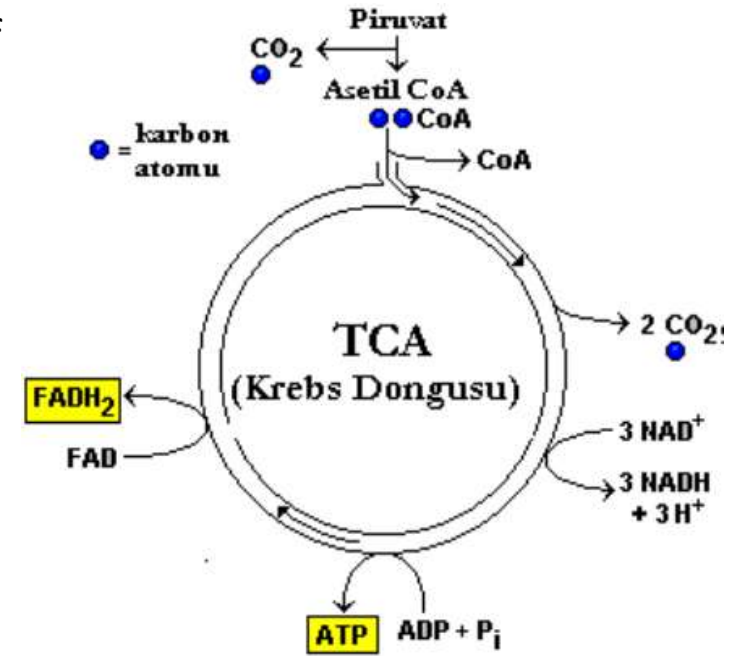 Piruvat
CO₂
Asetil CoA
CoA
= karbon
atomu
CoA
TCA
(Krebs Dongusu)
2 CO₂
FADH₂
FAD
3 NAD⁺
3 NADH
+ 3H⁺
ATP
ADP + Pᵢ